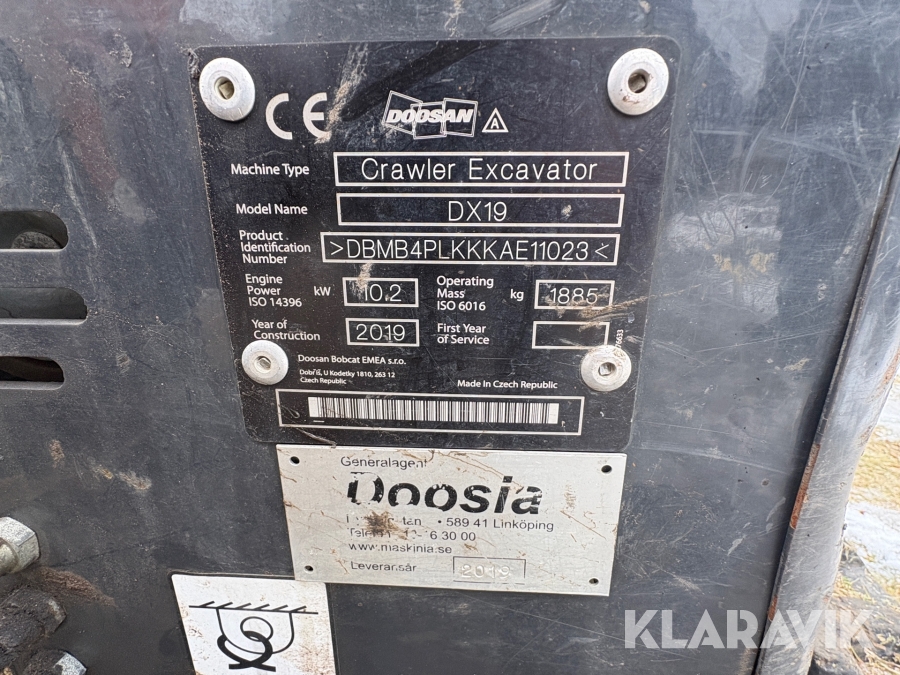 CE DOOSAN A
Machine Type Crawler Excavator
Model Name DX19
Product
Identification >DBMB4PLKKKAE11023<
Number
Engine
Power kW 10.2
ISO 14396
Operating
Mass kg 1885
ISO 6016
Year of
Construction 2019
First Year
of Service
Doosan Bobcat EMEA s.r.o.
Dobříš, U Kodetky 1810, 263 12
Czech Republic
Made in Czech Republic
Generalagent
Doosia
• 589 41 Linköping
6 30 00
www.maskinia.se
Leveransår 2019
KLARAVIK